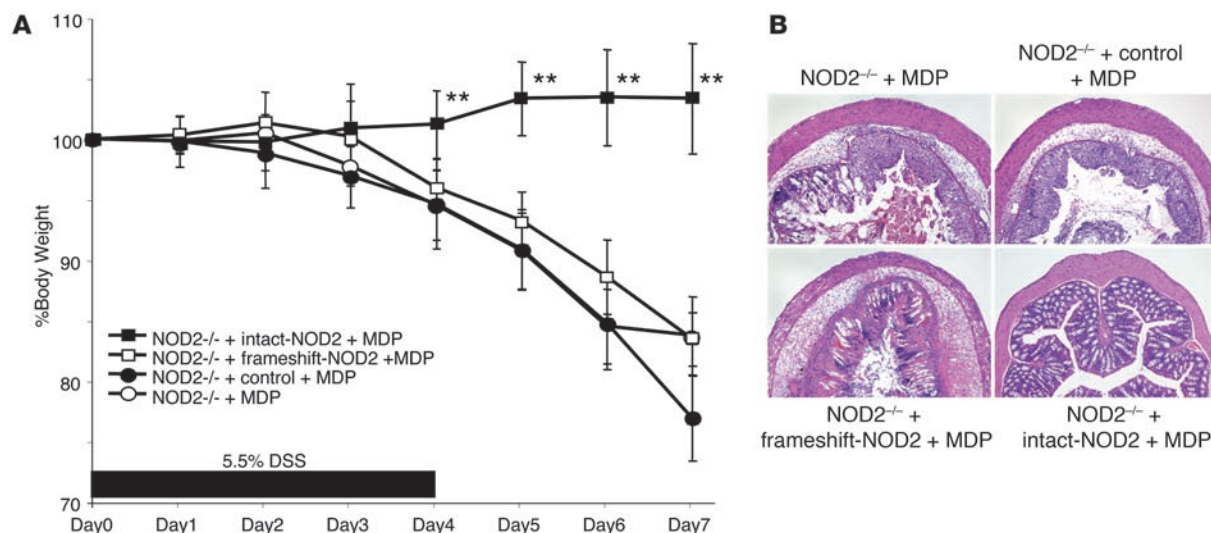 A
110
100
90
80
70
%Body Weight
**
**
**
**
NOD2-/- + intact-NOD2 + MDP
NOD2-/- + frameshift-NOD2 +MDP
NOD2-/- + control + MDP
NOD2-/- + MDP
5.5% DSS
Day0 Day1 Day2 Day3 Day4 Day5 Day6 Day7
B
NOD2–/– + MDP
NOD2–/– + control
+ MDP
NOD2–/– +
frameshift-NOD2 + MDP
NOD2–/– +
intact-NOD2 + MDP